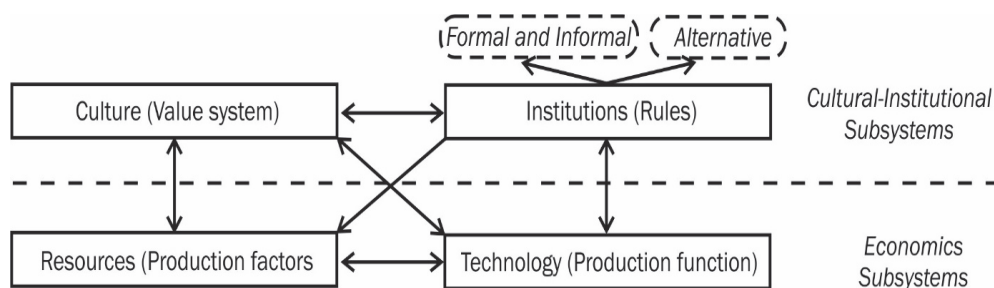 Formal and Informal
Alternative
Culture (Value system)
Institutions (Rules)
Cultural-Institutional
Subsystems
Resources (Production factors
Technology (Production function)
Economics
Subsystems